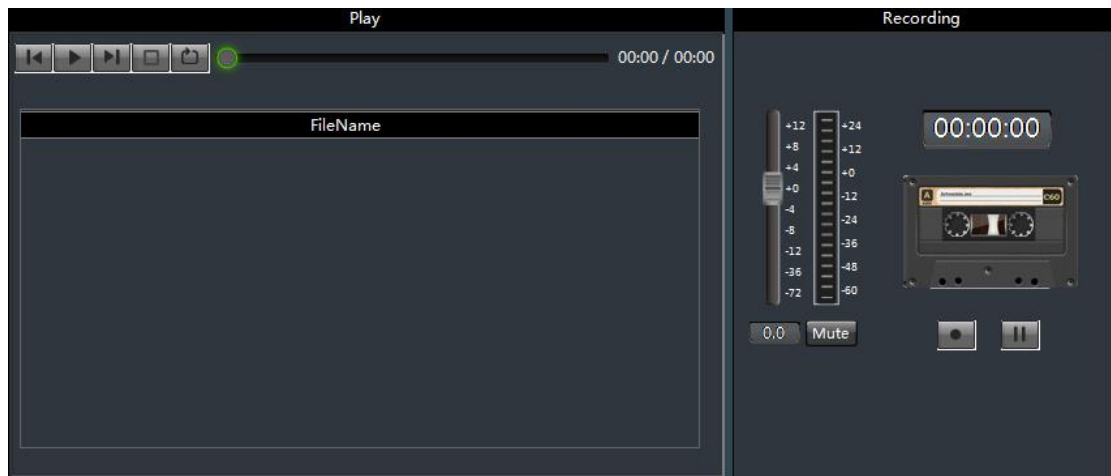 Play
00:00 / 00:00
FileName
Recording
+12
+8
+4
+0
-4
-8
-12
-36
-72
+24
+12
+0
-12
-24
-36
-48
-60
0.0
Mute
00:00:00
A
C60